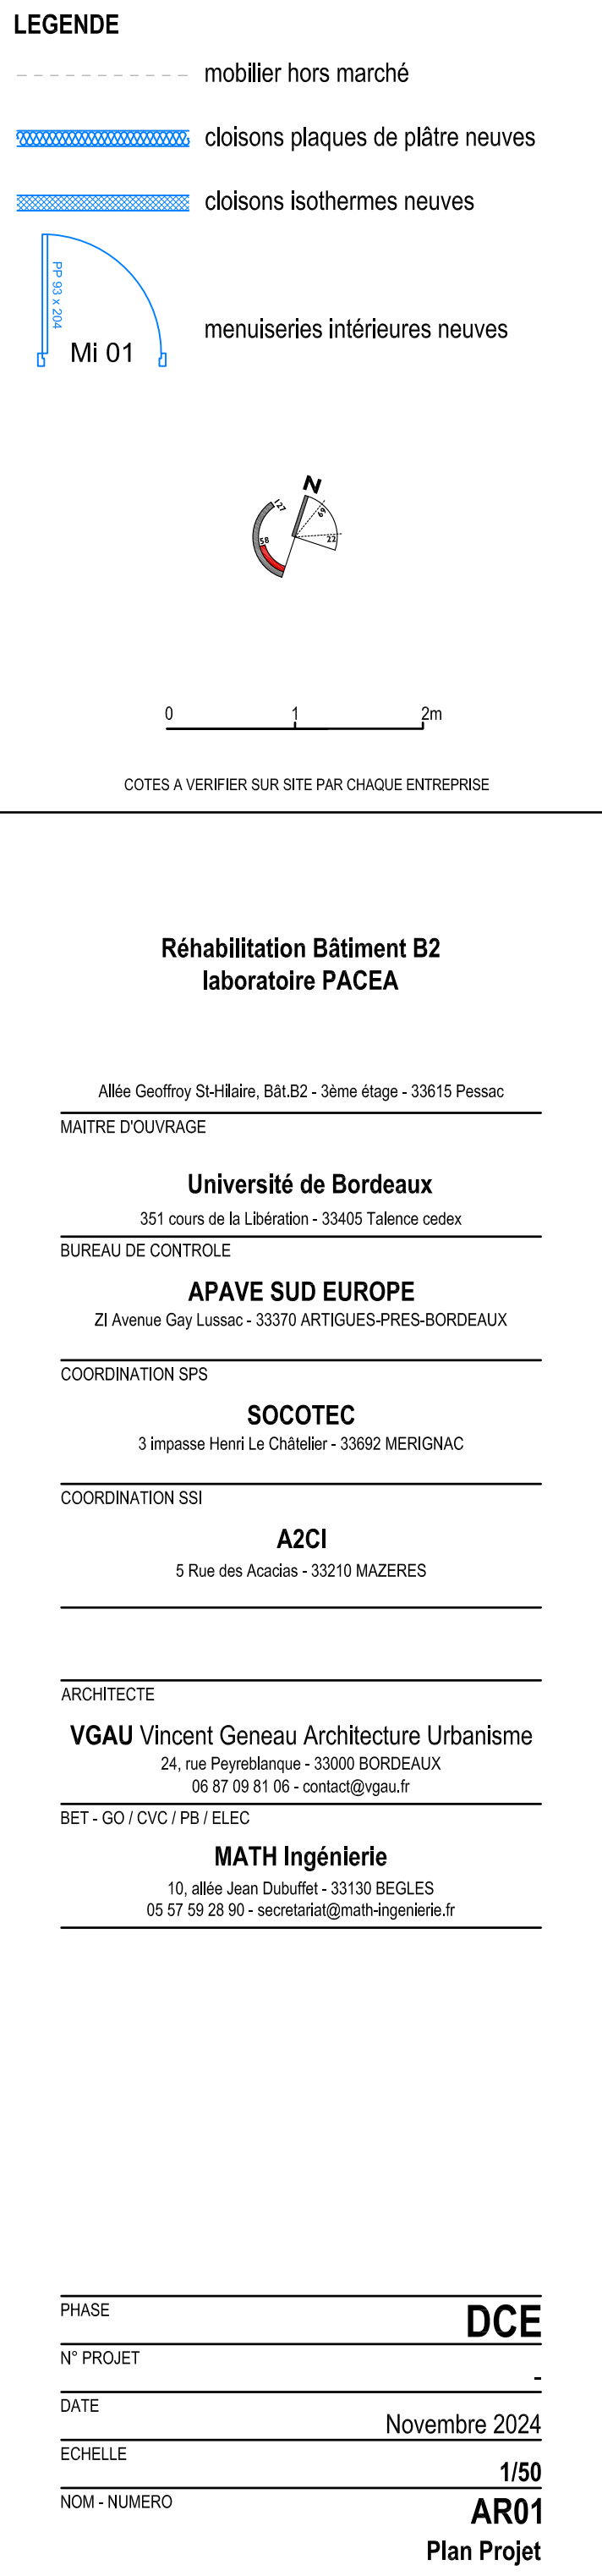 LEGENDE
mobilier hors marché
cloisons plaques de plâtre neuves
cloisons isothermes neuves
PP 93 x 204
Mi 01
menuiseries intérieures neuves
N
127
69
58
22
0 1 2m
COTES A VERIFIER SUR SITE PAR CHAQUE ENTREPRISE
Réhabilitation Bâtiment B2
laboratoire PACEA
Allée Geoffroy St-Hilaire, Bât.B2 - 3ème étage - 33615 Pessac
MAITRE D'OUVRAGE
Université de Bordeaux
351 cours de la Libération - 33405 Talence cedex
BUREAU DE CONTROLE
APAVE SUD EUROPE
ZI Avenue Gay Lussac - 33370 ARTIGUES-PRES-BORDEAUX
COORDINATION SPS
SOCOTEC
3 impasse Henri Le Châtelier - 33692 MERIGNAC
COORDINATION SSI
A2CI
5 Rue des Acacias - 33210 MAZERES
ARCHITECTE
VGAU Vincent Geneau Architecture Urbanisme
24, rue Peyreblanque - 33000 BORDEAUX
06 87 09 81 06 - contact@vgau.fr
BET - GO / CVC / PB / ELEC
MATH Ingénierie
10, allée Jean Dubuffet - 33130 BEGLES
05 57 59 28 90 - secretariat@math-ingenierie.fr
PHASE
DCE
N° PROJET
-
DATE
Novembre 2024
ECHELLE
1/50
NOM - NUMERO
AR01
Plan Projet